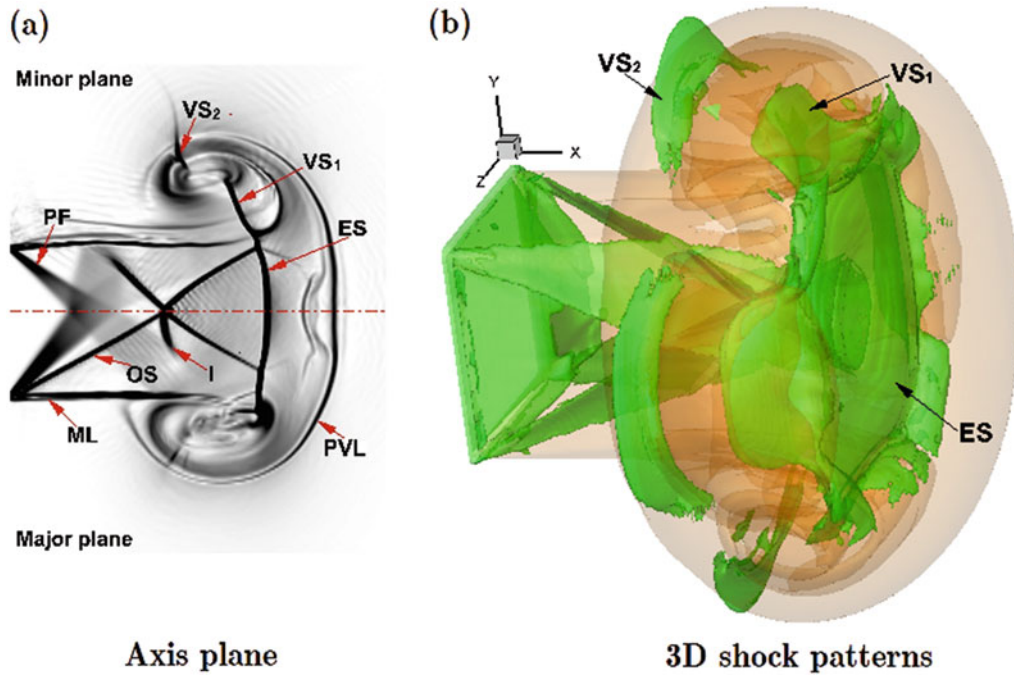 (a)
Minor plane
VS2
VS1
PF
ES
OS
I
ML
PVL
Major plane
Axis plane
(b)
VS2
VS1
Y
X
Z
ES
3D shock patterns